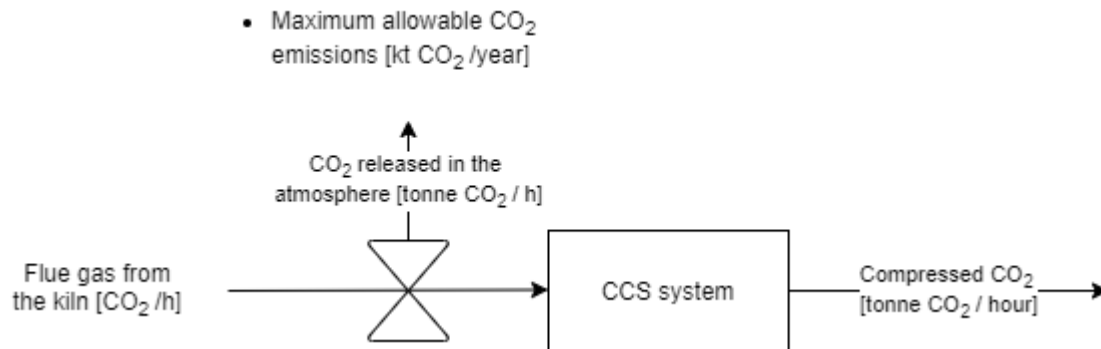 • Maximum allowable CO₂
emissions [kt CO₂ /year]
CO₂ released in the
atmosphere [tonne CO₂ / h]
Flue gas from
the kiln [CO₂ /h]
CCS system
Compressed CO₂
[tonne CO₂ / hour]